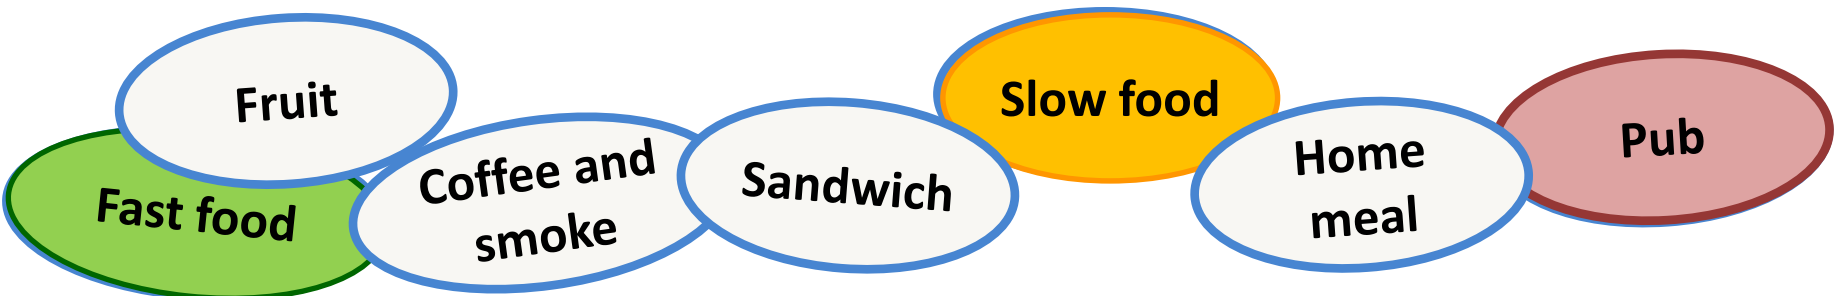 Fruit
Fast food
Coffee and
smoke
Sandwich
Slow food
Home
meal
Pub